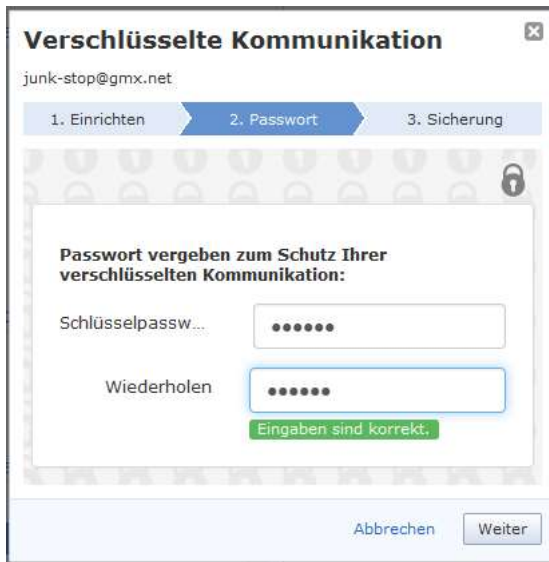 Verschlüsselte Kommunikation
junk-stop@gmx.net
1. Einrichten
2. Passwort
3. Sicherung
Passwort vergeben zum Schutz Ihrer
verschlüsselten Kommunikation:
Schlüsselpassw...
••••••
Wiederholen
••••••
Eingaben sind korrekt.
Abbrechen
Weiter